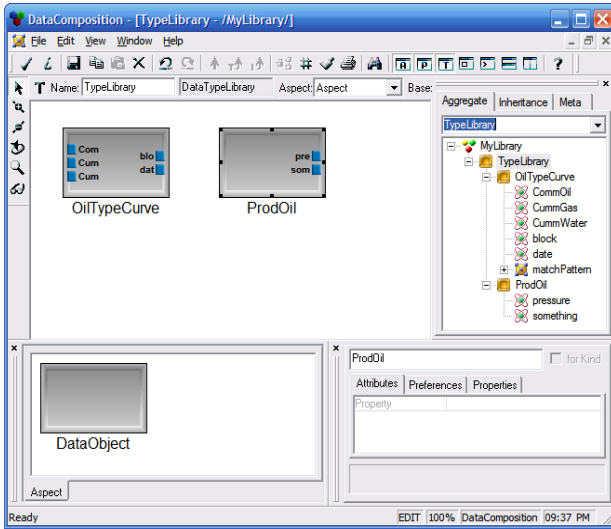 DataComposition - [TypeLibrary - /MyLibrary/]
File Edit View Window Help
Name: TypeLibrary DataTypeLibrary Aspect: Aspect Base:
Aggregate Inheritance Meta
TypeLibrary
MyLibrary
TypeLibrary
OilTypeCurve
CommOil
CummGas
CummWater
block
date
matchPattern
ProdOil
pressure
something
Com
Cum
Cum
blo
dat
OilTypeCurve
pre
som
ProdOil
DataObject
Aspect
ProdOil for Kind
Attributes Preferences Properties
Property
Ready EDIT 100% DataComposition 09:37 PM